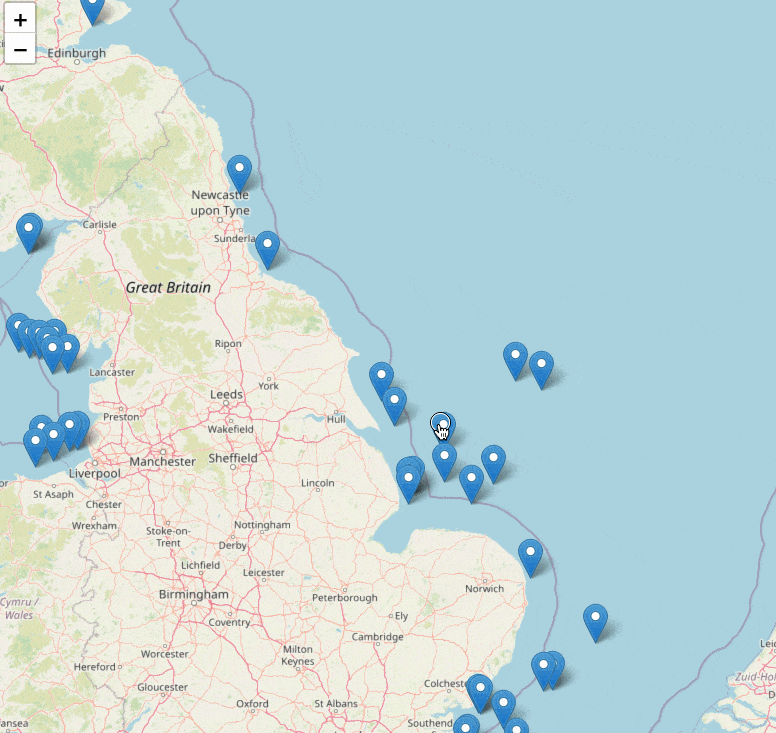 +
−
Edinburgh
Newcastle
upon Tyne
Carlisle
Sunderla
Great Britain
Ripon
Lancaster
York
Leeds
Preston
Hull
Wakefield
Manchester
Sheffield
Liverpool
Lincoln
St Asaph
Chester
Wrexham
Stoke-on-
Trent
Nottingham
Derby
Lichfield
Leicester
Norwich
Birmingham
Peterborough
Cymru /
Wales
Ely
Coventry
Cambridge
Worcester
Milton
Keynes
Hereford
Gloucester
Colchest
Oxford
St Albans
Southend
ansea
Leid
Zuid-Hol
D